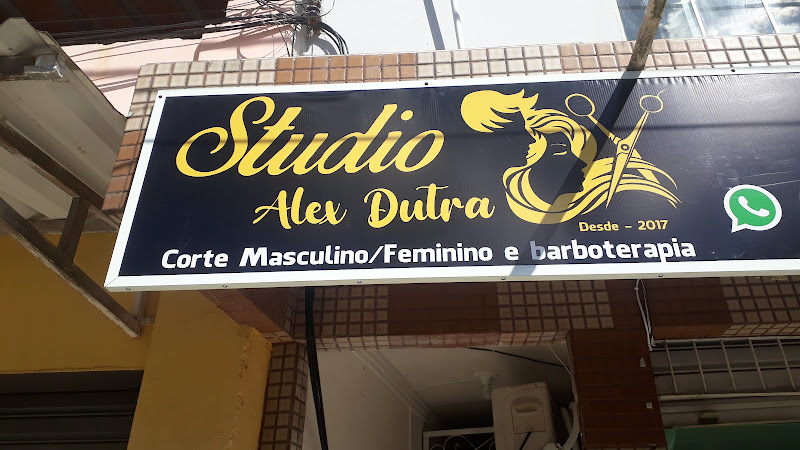 Studio
Alex Dutra
Desde - 2017
Corte Masculino/Feminino e barboterapia